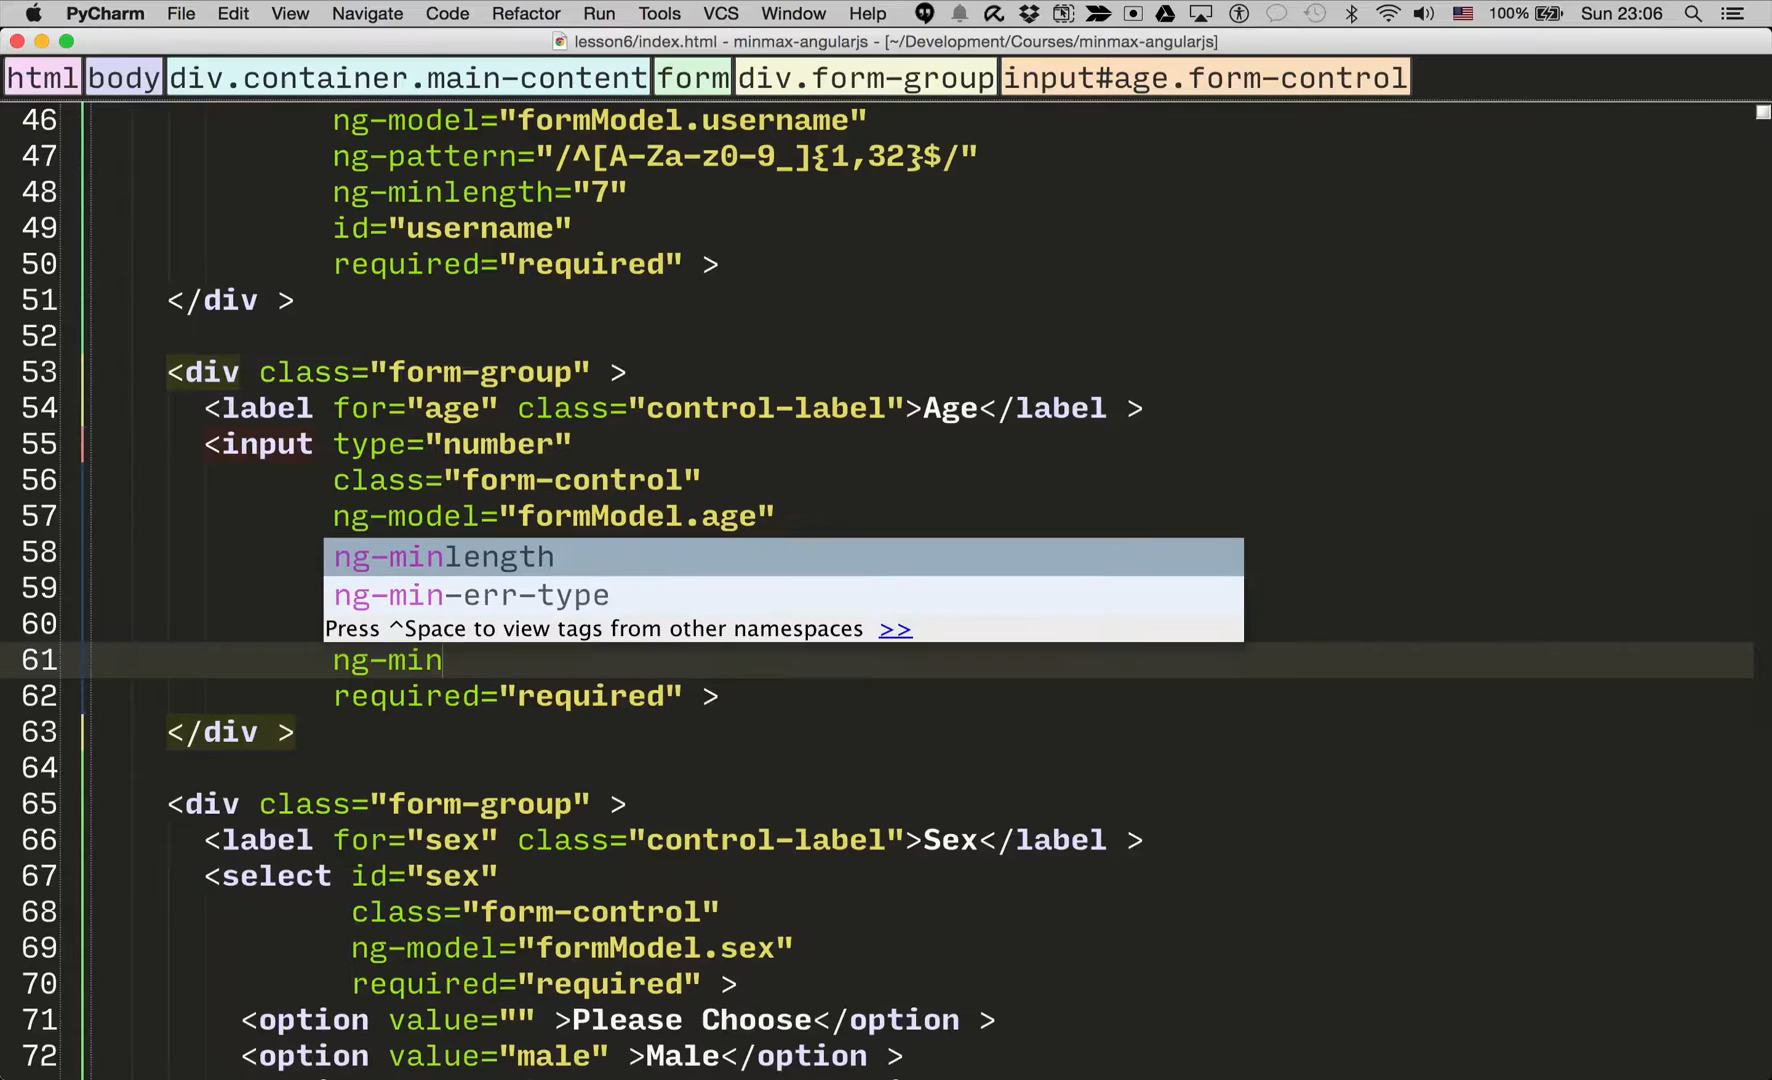 PyCharm File Edit View Navigate Code Refactor Run Tools VCS Window Help 100% Sun 23:06
lesson6/index.html - minmax-angularjs - [~/Development/Courses/minmax-angularjs]
html body div.container.main-content form div.form-group input#age.form-control
46 ng-model="formModel.username"
47 ng-pattern="/^[A-Za-z0-9_]{1,32}$/"
48 ng-minlength="7"
49 id="username"
50 required="required" >
51 </div >
52
53 <div class="form-group" >
54 <label for="age" class="control-label">Age</label >
55 <input type="number"
56 class="form-control"
57 ng-model="formModel.age"
58 ng-minlength
59 ng-min-err-type
60 Press ^Space to view tags from other namespaces >>
61 ng-min
62 required="required" >
63 </div >
64
65 <div class="form-group" >
66 <label for="sex" class="control-label">Sex</label >
67 <select id="sex"
68 class="form-control"
69 ng-model="formModel.sex"
70 required="required" >
71 <option value="" >Please Choose</option >
72 <option value="male" >Male</option >